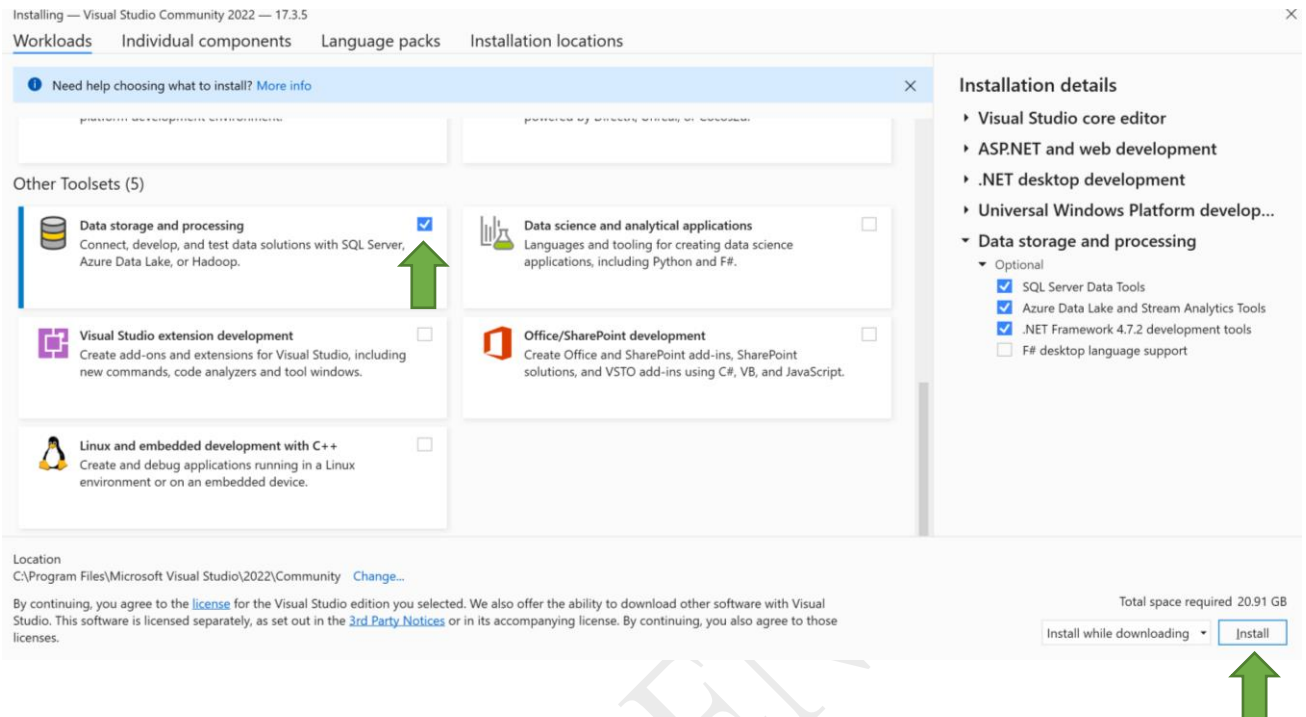 Installing — Visual Studio Community 2022 — 17.3.5
Workloads Individual components Language packs Installation locations
Need help choosing what to install? More info
platform development environment.
powered by DirectX, Unreal, or Cocos2d.
Other Toolsets (5)
Data storage and processing
Connect, develop, and test data solutions with SQL Server,
Azure Data Lake, or Hadoop.
Data science and analytical applications
Languages and tooling for creating data science
applications, including Python and F#.
Visual Studio extension development
Create add-ons and extensions for Visual Studio, including
new commands, code analyzers and tool windows.
Office/SharePoint development
Create Office and SharePoint add-ins, SharePoint
solutions, and VSTO add-ins using C#, VB, and JavaScript.
Linux and embedded development with C++
Create and debug applications running in a Linux
environment or on an embedded device.
Installation details
Visual Studio core editor
ASP.NET and web development
.NET desktop development
Universal Windows Platform develop...
Data storage and processing
Optional
SQL Server Data Tools
Azure Data Lake and Stream Analytics Tools
.NET Framework 4.7.2 development tools
F# desktop language support
Location
C:\Program Files\Microsoft Visual Studio\2022\Community Change...
By continuing, you agree to the license for the Visual Studio edition you selected. We also offer the ability to download other software with Visual
Studio. This software is licensed separately, as set out in the 3rd Party Notices or in its accompanying license. By continuing, you also agree to those
licenses.
Total space required 20.91 GB
Install while downloading Install